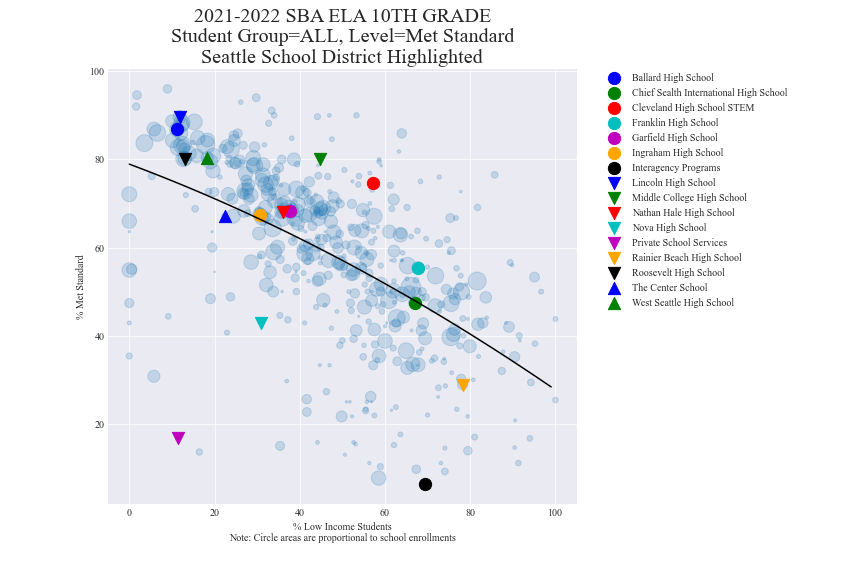 2021-2022 SBA ELA 10TH GRADE
Student Group=ALL, Level=Met Standard
Seattle School District Highlighted
100
80
60
40
20
% Met Standard
0
20
40
60
80
100
% Low Income Students
Note: Circle areas are proportional to school enrollments
Ballard High School
Chief Sealth International High School
Cleveland High School STEM
Franklin High School
Garfield High School
Ingraham High School
Interagency Programs
Lincoln High School
Middle College High School
Nathan Hale High School
Nova High School
Private School Services
Rainier Beach High School
Roosevelt High School
The Center School
West Seattle High School